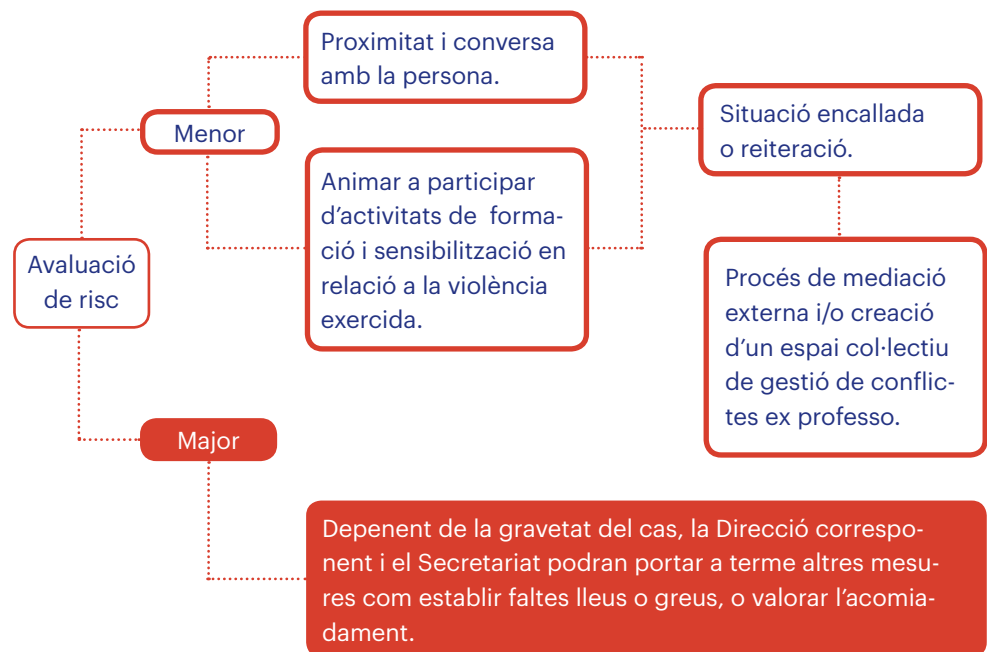 Proximitat i conversa
amb la persona.
Menor
Animar a participar
d’activitats de forma-
ció i sensibilització en
relació a la violència
exercida.
Situació encallada
o reiteració.
Procés de mediació
externa i/o creació
d’un espai col·lectiu
de gestió de conflic-
tes ex professo.
Avaluació
de risc
Major
Depenent de la gravetat del cas, la Direcció correspo-
nent i el Secretariat podran portar a terme altres mesu-
res com establir faltes lleus o greus, o valorar l’acomia-
dament.